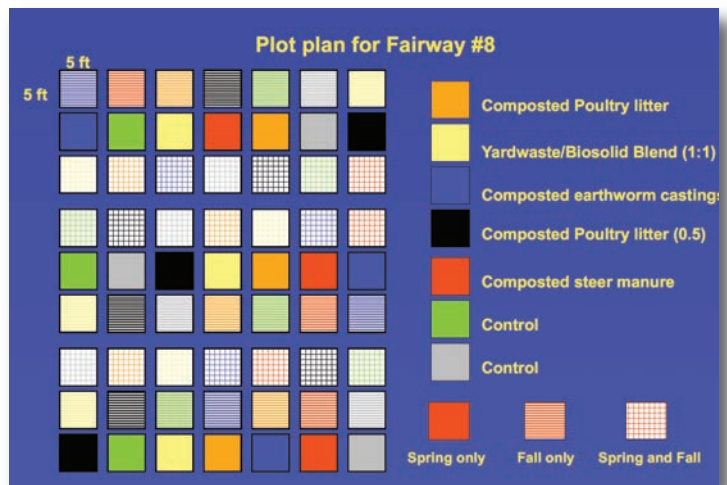 Plot plan for Fairway #8
5 ft
5 ft
Composted Poultry litter
Yardwaste/Biosolid Blend (1:1)
Composted earthworm castings
Composted Poultry litter (0.5)
Composted steer manure
Control
Control
Spring only
Fall only
Spring and Fall